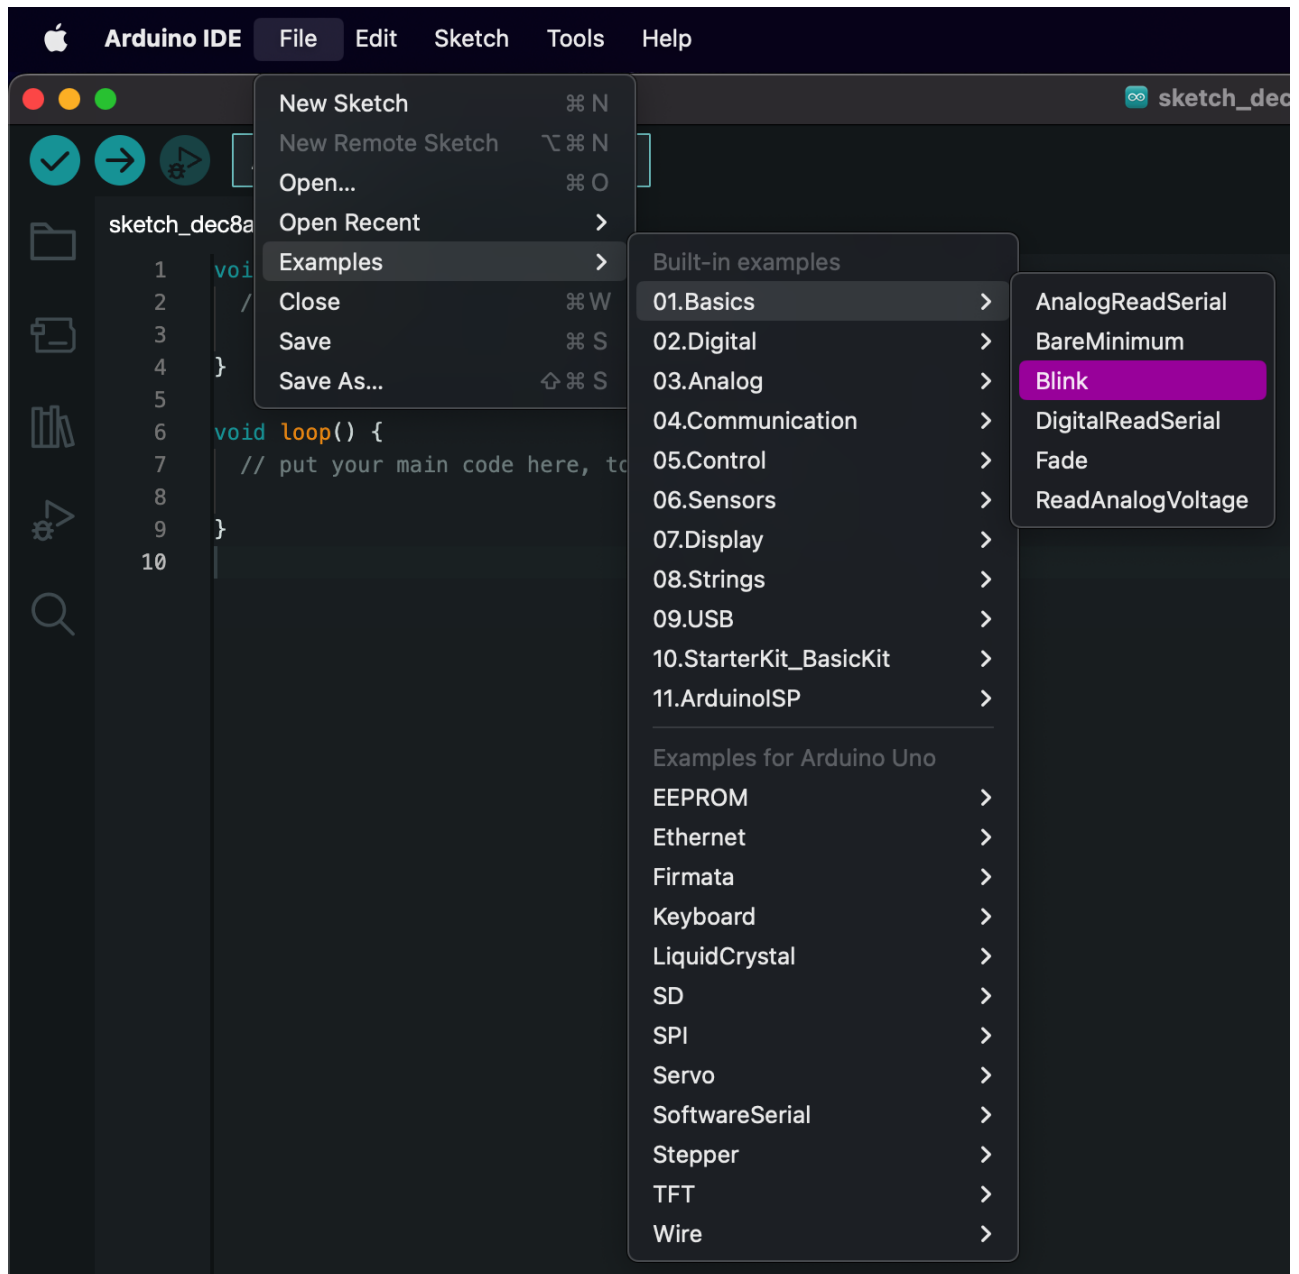 Arduino IDE File Edit Sketch Tools Help
sketch_dec
New Sketch ⌘ N
New Remote Sketch ⌥ ⌘ N
Open... ⌘ O
Open Recent
Examples
Close ⌘ W
Save ⌘ S
Save As... ⇧ ⌘ S
Built-in examples
01.Basics
02.Digital
03.Analog
04.Communication
05.Control
06.Sensors
07.Display
08.Strings
09.USB
10.StarterKit_BasicKit
11.ArduinoISP
Examples for Arduino Uno
EEPROM
Ethernet
Firmata
Keyboard
LiquidCrystal
SD
SPI
Servo
SoftwareSerial
Stepper
TFT
Wire
AnalogReadSerial
BareMinimum
Blink
DigitalReadSerial
Fade
ReadAnalogVoltage
sketch_dec8a
1 voi
2 /
3
4 }
5
6 void loop() {
7 // put your main code here, to
8
9 }
10